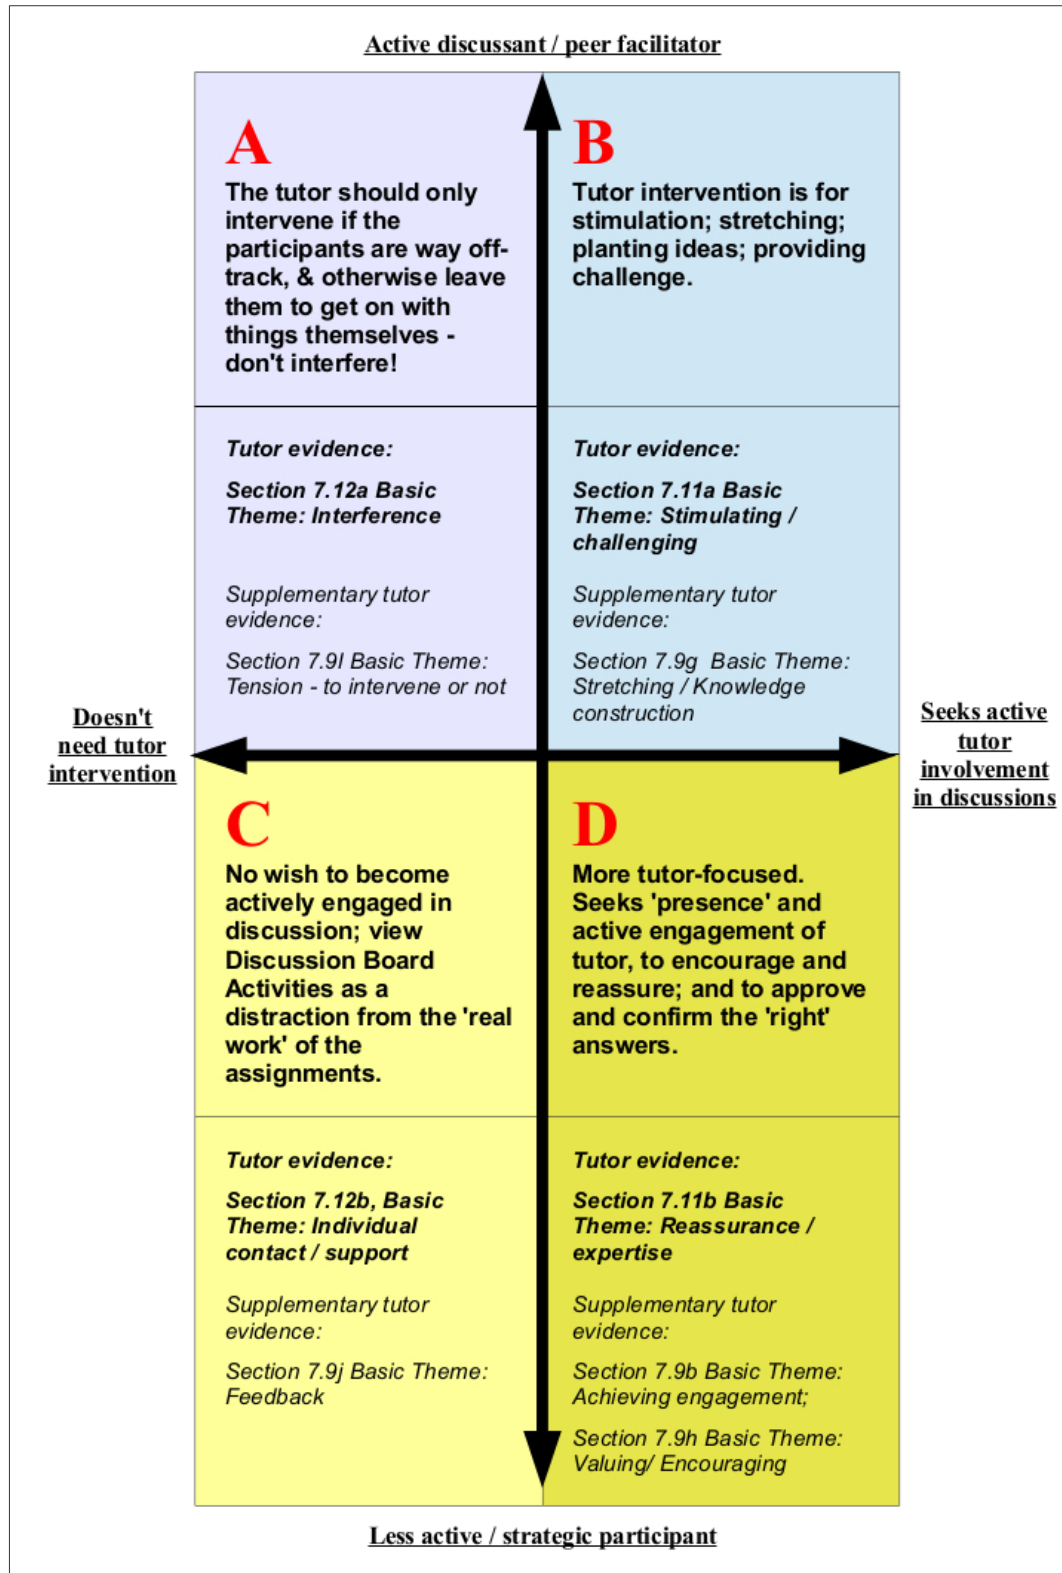 Active discussant / peer facilitator
A
The tutor should only
intervene if the
participants are way off-
track, & otherwise leave
them to get on with
things themselves -
don't interfere!
B
Tutor intervention is for
stimulation; stretching;
planting ideas; providing
challenge.
Tutor evidence:
Section 7.12a Basic
Theme: Interference
Supplementary tutor
evidence:
Section 7.9l Basic Theme:
Tension - to intervene or not
Tutor evidence:
Section 7.11a Basic
Theme: Stimulating /
challenging
Supplementary tutor
evidence:
Section 7.9g  Basic Theme:
Stretching / Knowledge
construction
Doesn't
need tutor
intervention
Seeks active
tutor
involvement
in discussions
C
No wish to become
actively engaged in
discussion; view
Discussion Board
Activities as a
distraction from the 'real
work' of the
assignments.
D
More tutor-focused.
Seeks 'presence' and
active engagement of
tutor, to encourage and
reassure; and to approve
and confirm the 'right'
answers.
Tutor evidence:
Section 7.12b, Basic
Theme: Individual
contact / support
Supplementary tutor
evidence:
Section 7.9j Basic Theme:
Feedback
Tutor evidence:
Section 7.11b Basic
Theme: Reassurance /
expertise
Supplementary tutor
evidence:
Section 7.9b Basic Theme:
Achieving engagement;
Section 7.9h Basic Theme:
Valuing/ Encouraging
Less active / strategic participant